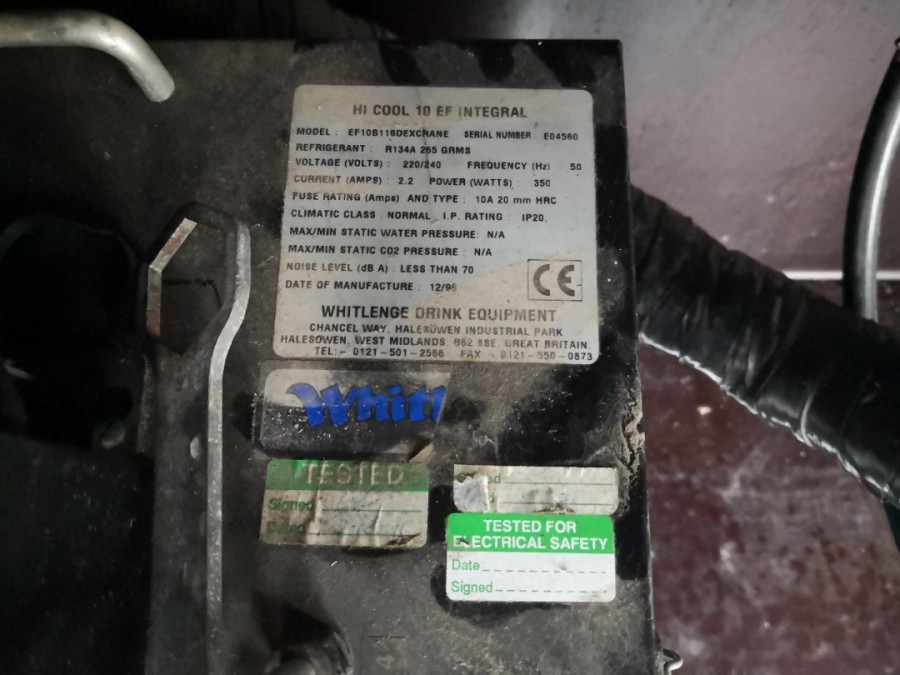 HI COOL 10 EF INTEGRAL
MODEL : EF10B116DEXCRANE SERIAL NUMBER E04560
REFRIGERANT : R134A 265 GRMS
VOLTAGE (VOLTS) : 220/240 FREQUENCY (Hz) 50
CURRENT (AMPS) : 2.2 POWER (WATTS) : 350
FUSE RATING (Amps) AND TYPE : 10A 20 mm HRC
CLIMATIC CLASS : NORMAL I.P. RATING : IP20.
MAX/MIN STATIC WATER PRESSURE: N/A
MAX/MIN STATIC CO2 PRESSURE : N/A
NOISE LEVEL (dB A) : LESS THAN 70
DATE OF MANUFACTURE : 12/98
CE
WHITLENGE DRINK EQUIPMENT
CHANCEL WAY, HALESOWEN INDUSTRIAL PARK
HALESOWEN, WEST MIDLANDS, B62 8SE, GREAT BRITAIN.
TEL:- 0121-501-2566 FAX - 0121-550-0873
Whitl
TESTED
Signed
Dated
TESTED FOR
ELECTRICAL SAFETY
Date
Signed